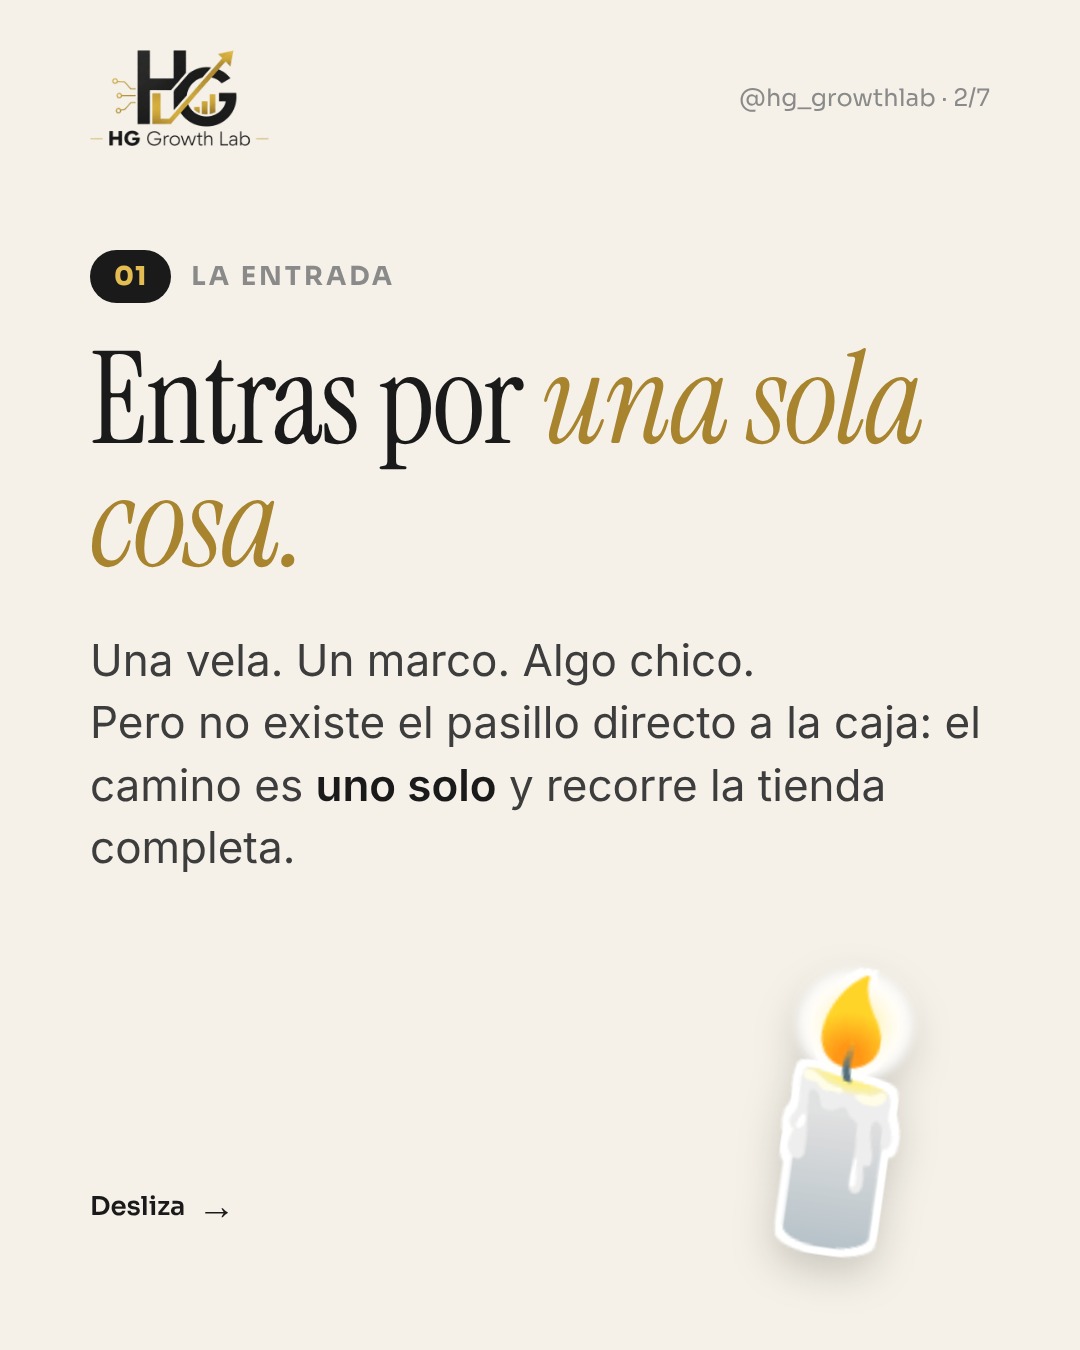 HG
HG Growth Lab
@hg_growthlab · 2/7
01 LA ENTRADA
Entras por una sola
cosa.
Una vela. Un marco. Algo chico.
Pero no existe el pasillo directo a la caja: el
camino es uno solo y recorre la tienda
completa.
Desliza →